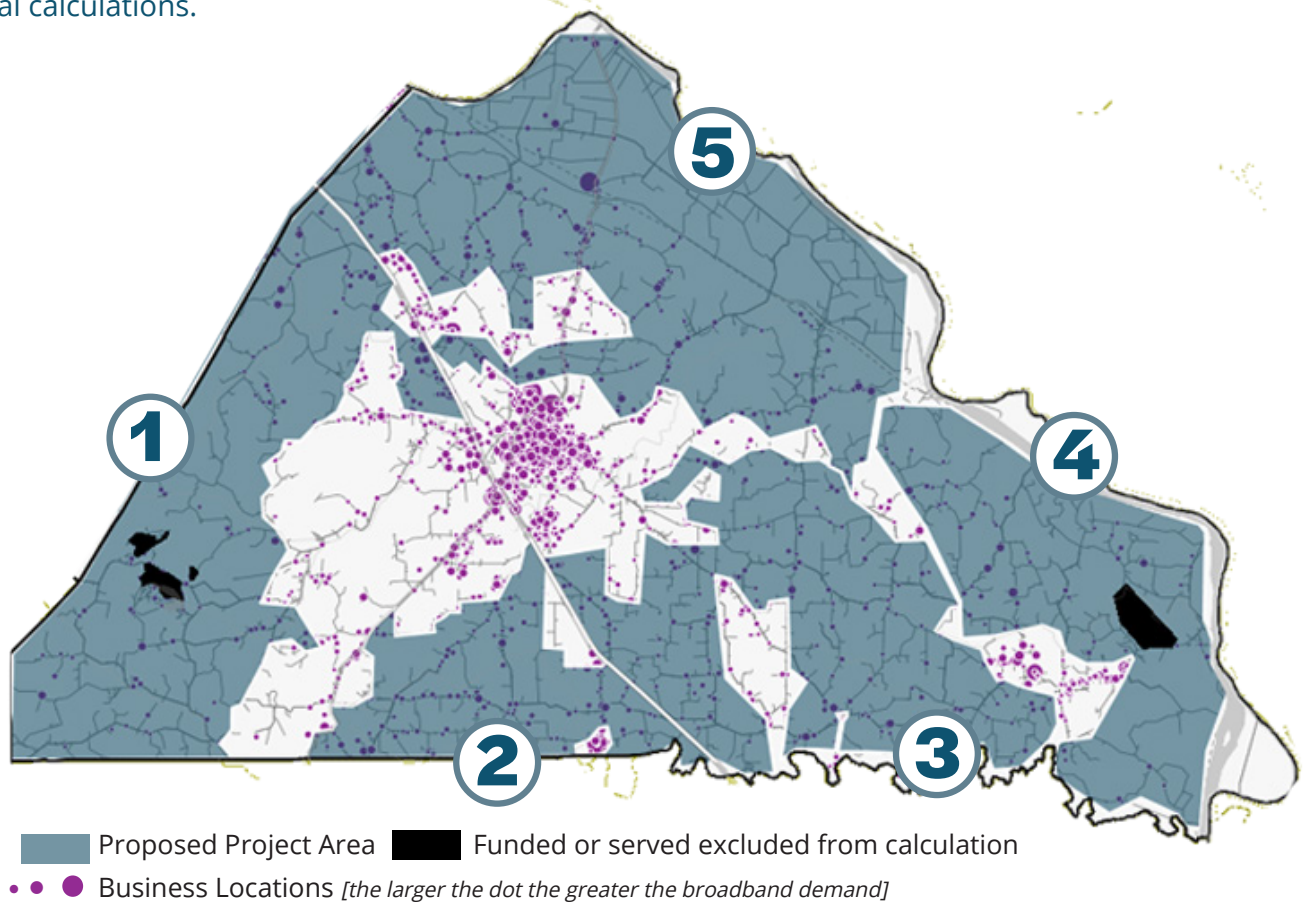 al calculations.
5
1
4
2
3
Proposed Project Area
Funded or served excluded from calculation
Business Locations [the larger the dot the greater the broadband demand]